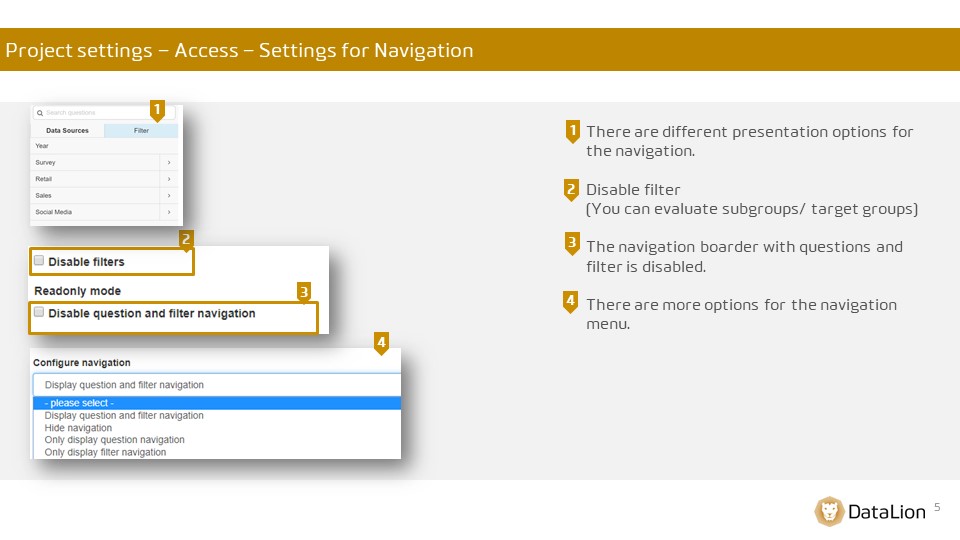 Project settings – Access – Settings for Navigation
1
Search questions
Data Sources Filter
Year
Survey
Retail
Sales
Social Media
2
Disable filters
Readonly mode
3
Disable question and filter navigation
4
Configure navigation
Display question and filter navigation
- please select -
Display question and filter navigation
Hide navigation
Only display question navigation
Only display filter navigation
1 There are different presentation options for
the navigation.
2 Disable filter
(You can evaluate subgroups/ target groups)
3 The navigation boarder with questions and
filter is disabled.
4 There are more options for the navigation
menu.
DataLion 5